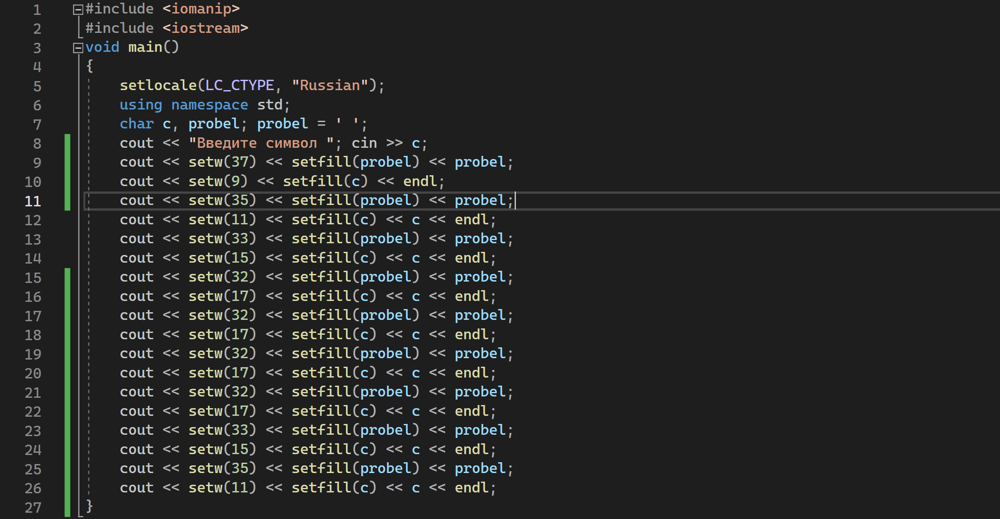 1 #include <iomanip>
2 #include <iostream>
3 void main()
4 {
5 setlocale(LC_CTYPE, "Russian");
6 using namespace std;
7 char c, probel; probel = ' ';
8 cout << "Введите символ "; cin >> c;
9 cout << setw(37) << setfill(probel) << probel;
10 cout << setw(9) << setfill(c) << endl;
11 cout << setw(35) << setfill(probel) << probel;
12 cout << setw(11) << setfill(c) << c << endl;
13 cout << setw(33) << setfill(probel) << probel;
14 cout << setw(15) << setfill(c) << c << endl;
15 cout << setw(32) << setfill(probel) << probel;
16 cout << setw(17) << setfill(c) << c << endl;
17 cout << setw(32) << setfill(probel) << probel;
18 cout << setw(17) << setfill(c) << c << endl;
19 cout << setw(32) << setfill(probel) << probel;
20 cout << setw(17) << setfill(c) << c << endl;
21 cout << setw(32) << setfill(probel) << probel;
22 cout << setw(17) << setfill(c) << c << endl;
23 cout << setw(33) << setfill(probel) << probel;
24 cout << setw(15) << setfill(c) << c << endl;
25 cout << setw(35) << setfill(probel) << probel;
26 cout << setw(11) << setfill(c) << c << endl;
27 }